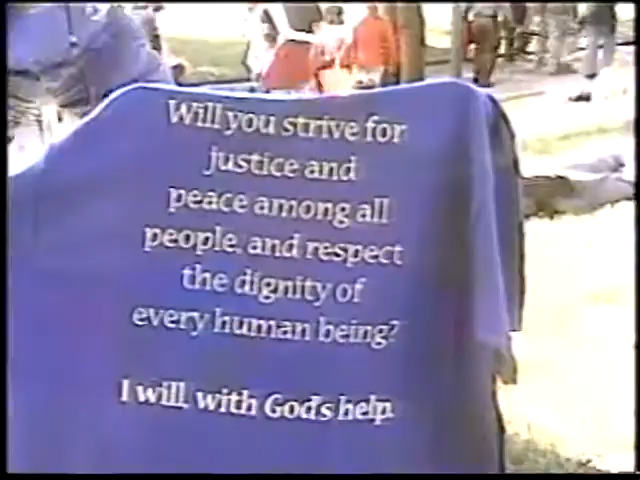 Will you strive for
justice and
peace among all
people, and respect
the dignity of
every human being?
I will, with God's help.